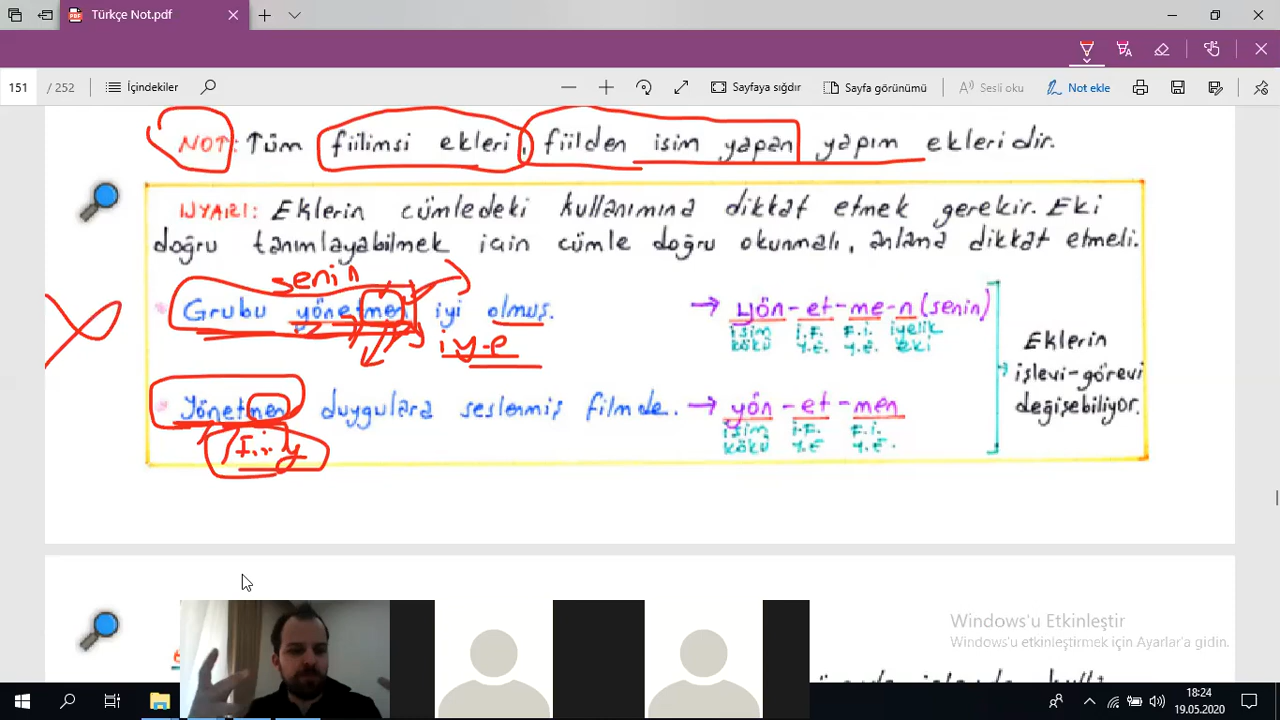 Türkçe Not.pdf
151 / 252
İçindekiler
Sayfaya sığdır
Sayfa görünümü
Sesli oku
Not ekle
NOT: Tüm fiilimsi ekleri, fiilden isim yapan yapım ekleridir.
UYARI: Eklerin cümledeki kullanımına dikkat etmek gerekir. Eki
doğru tanımlayabilmek için cümle doğru okunmalı, anlama dikkat etmeli.
senin
Grubu yönetmen iyi olmuş.
→ yön-et-me-n (senin)
isim kökü
i.F. y.e.
F.i. y.e.
iyelik eki
iye
Yönetmen duygulara seslenmiş filmde.
→ yön-et-men
isim kökü
i.F. y.e
F.i. y.e.
F.i.y
Eklerin
işlevi-görevi
değişebiliyor.
Windows'u Etkinleştir
Windows'u etkinleştirmek için Ayarlar'a gidin.
18:24
19.05.2020